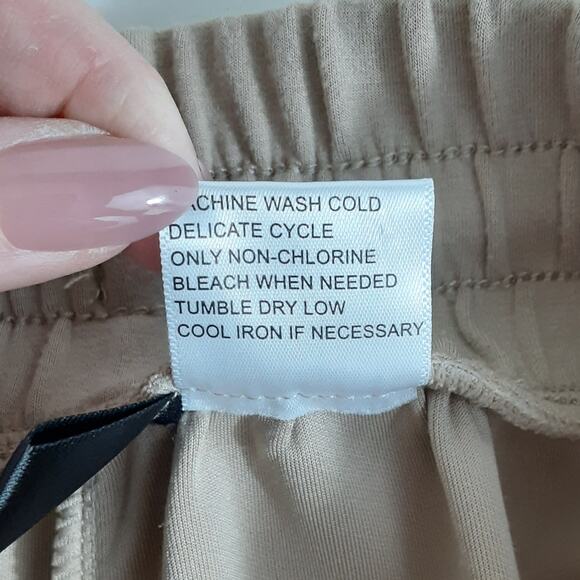 ACHINE WASH COLD
DELICATE CYCLE
ONLY NON-CHLORINE
BLEACH WHEN NEEDED
TUMBLE DRY LOW
COOL IRON IF NECESSARY